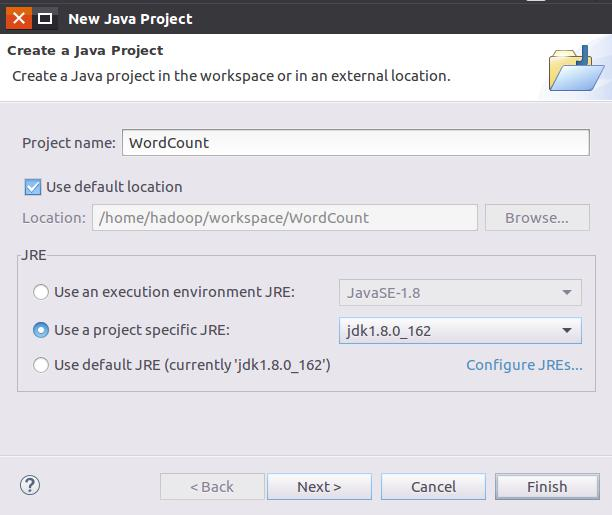 New Java Project
Create a Java Project
Create a Java project in the workspace or in an external location.
Project name: WordCount
Use default location
Location: /home/hadoop/workspace/WordCount Browse...
JRE
Use an execution environment JRE: JavaSE-1.8
Use a project specific JRE: jdk1.8.0_162
Use default JRE (currently 'jdk1.8.0_162') Configure JREs...
? < Back Next > Cancel Finish